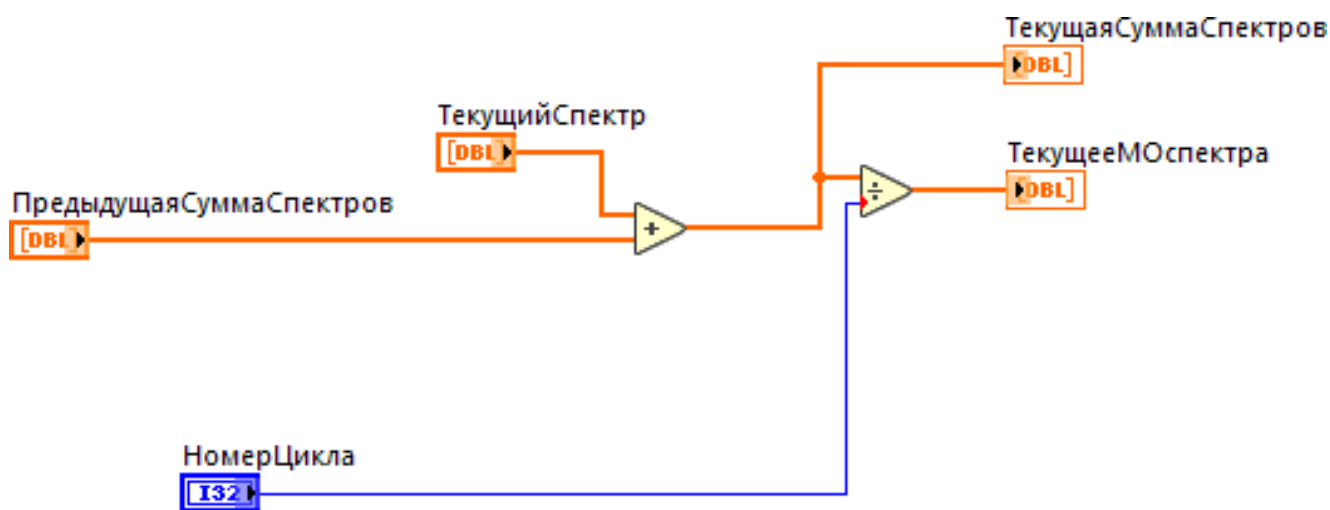 ТекущаяСуммаСпектров
[DBL]
ТекущийСпектр
[DBL]
ТекущееМОспектра
[DBL]
ПредыдущаяСуммаСпектров
[DBL]
+
÷
НомерЦикла
I32